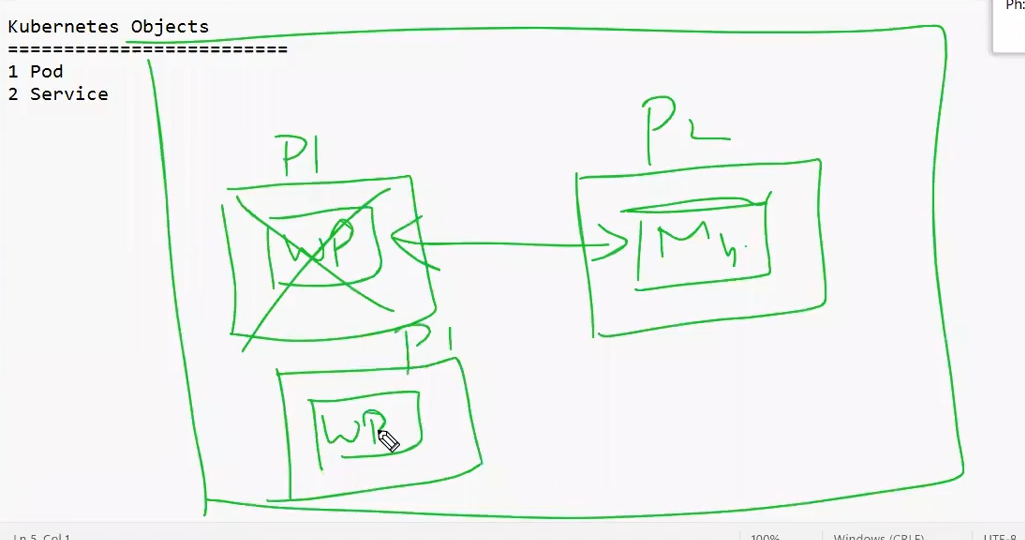 Ph:
Kubernetes Objects
=========================
1 Pod
2 Service
P1
P2
WP
My
P1
WP
Ln 5, Col 1
100%
Windows (CRLF)
UTF-8